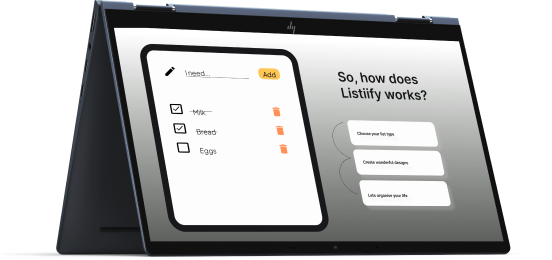 hp
I need...
Add
Milk
Bread
Eggs
So, how does
Listiify works?
Choose your list type
Create wonderful designs
Lets organise your life